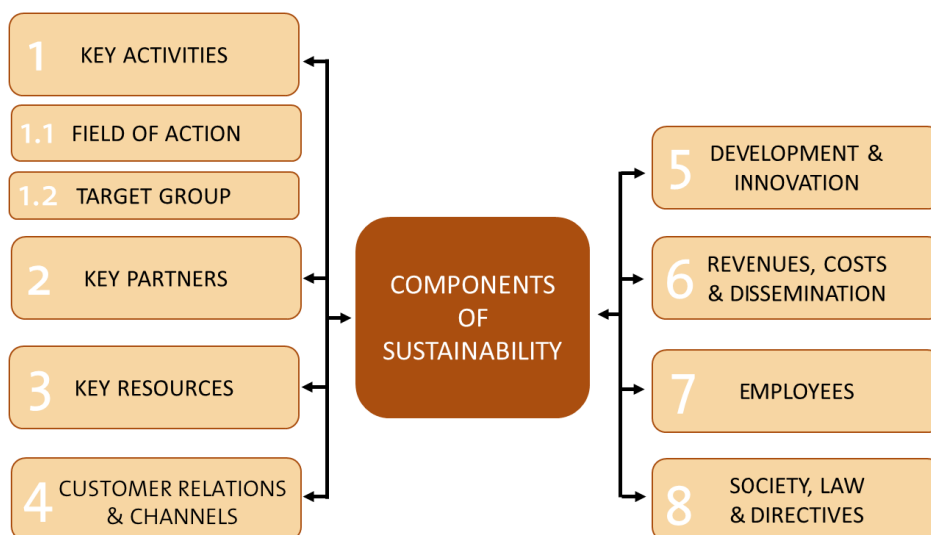 1 KEY ACTIVITIES
1.1 FIELD OF ACTION
1.2 TARGET GROUP
2 KEY PARTNERS
3 KEY RESOURCES
4 CUSTOMER RELATIONS
& CHANNELS
COMPONENTS
OF
SUSTAINABILITY
5 DEVELOPMENT &
INNOVATION
6 REVENUES, COSTS
& DISSEMINATION
7 EMPLOYEES
8 SOCIETY, LAW
& DIRECTIVES